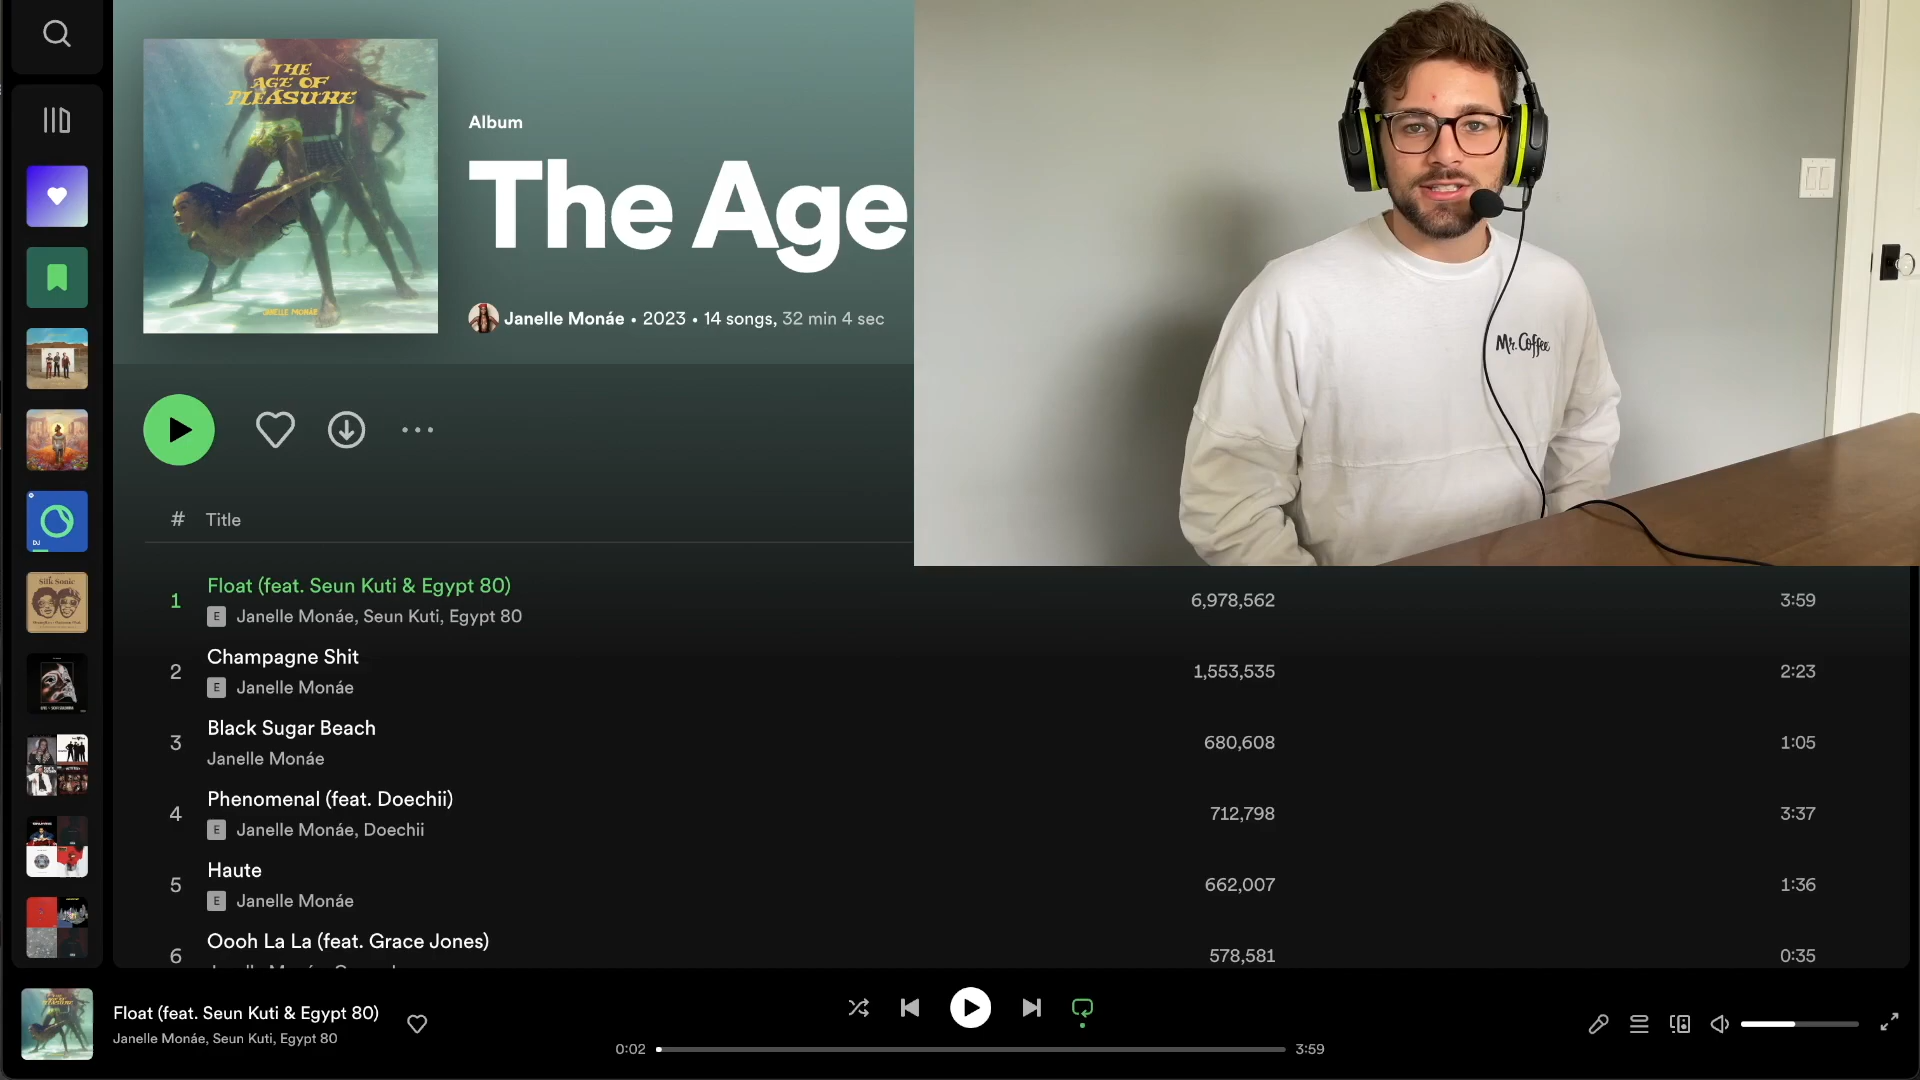 THE
AGE OF
PLEASURE
JANELLE MONÁE
Album
The Age
Janelle Monáe • 2023 • 14 songs, 32 min 4 sec
Mr. Coffee
# Title
1 Float (feat. Seun Kuti & Egypt 80) 6,978,562 3:59
E Janelle Monáe, Seun Kuti, Egypt 80
2 Champagne Shit 1,553,535 2:23
E Janelle Monáe
3 Black Sugar Beach 680,608 1:05
Janelle Monáe
4 Phenomenal (feat. Doechii) 712,798 3:37
E Janelle Monáe, Doechii
5 Haute 662,007 1:36
E Janelle Monáe
6 Oooh La La (feat. Grace Jones) 578,581 0:35
DJ
Silk Sonic
Float (feat. Seun Kuti & Egypt 80)
Janelle Monáe, Seun Kuti, Egypt 80
0:02 3:59